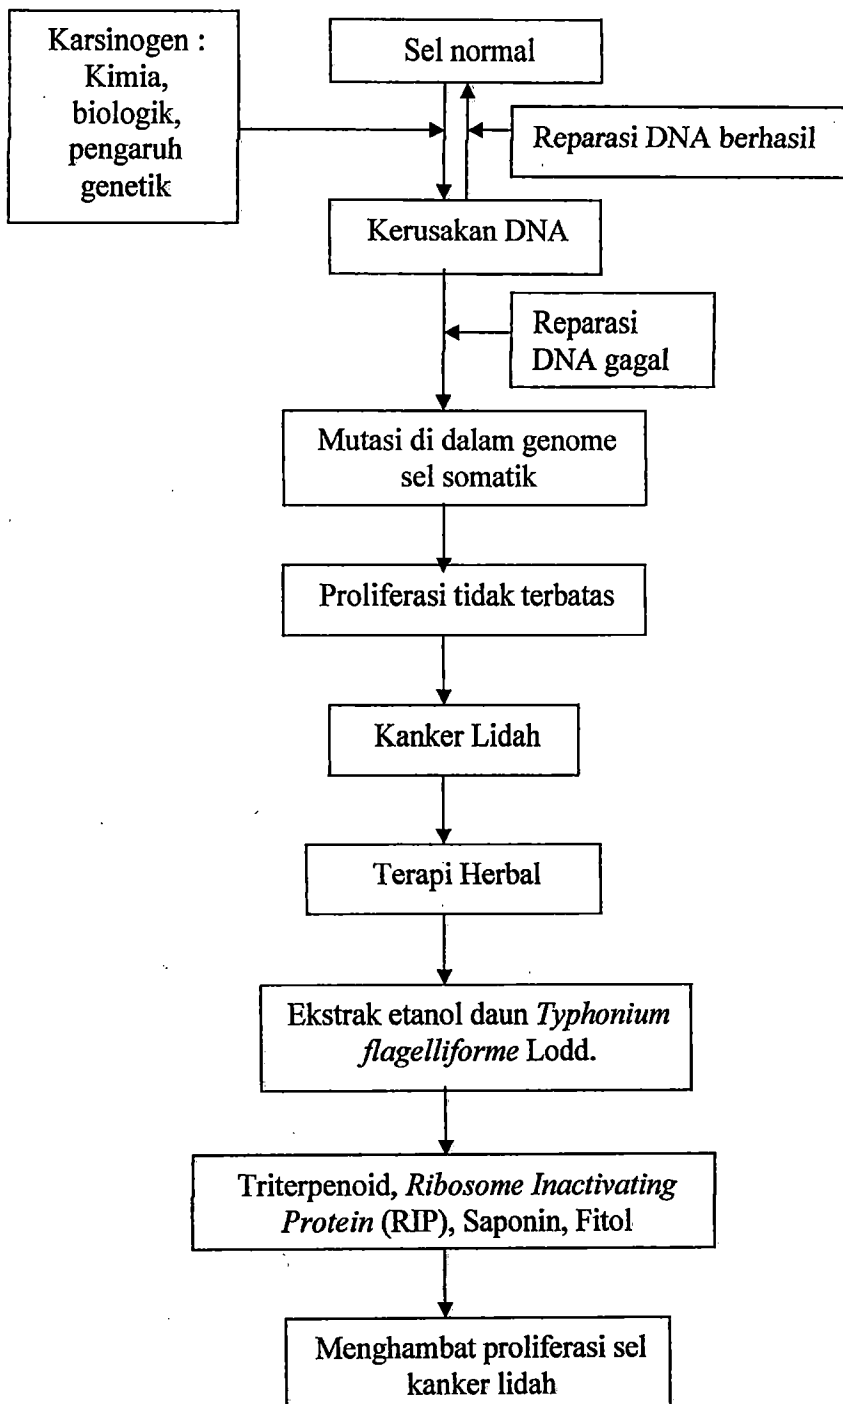 Karsinogen :
Kimia,
biologik,
pengaruh
genetik
Sel normal
Reparasi DNA berhasil
Kerusakan DNA
Reparasi
DNA gagal
Mutasi di dalam genome
sel somatik
Proliferasi tidak terbatas
Kanker Lidah
Terapi Herbal
Ekstrak etanol daun Typhonium
flagelliforme Lodd.
Triterpenoid, Ribosome Inactivating
Protein (RIP), Saponin, Fitol
Menghambat proliferasi sel
kanker lidah